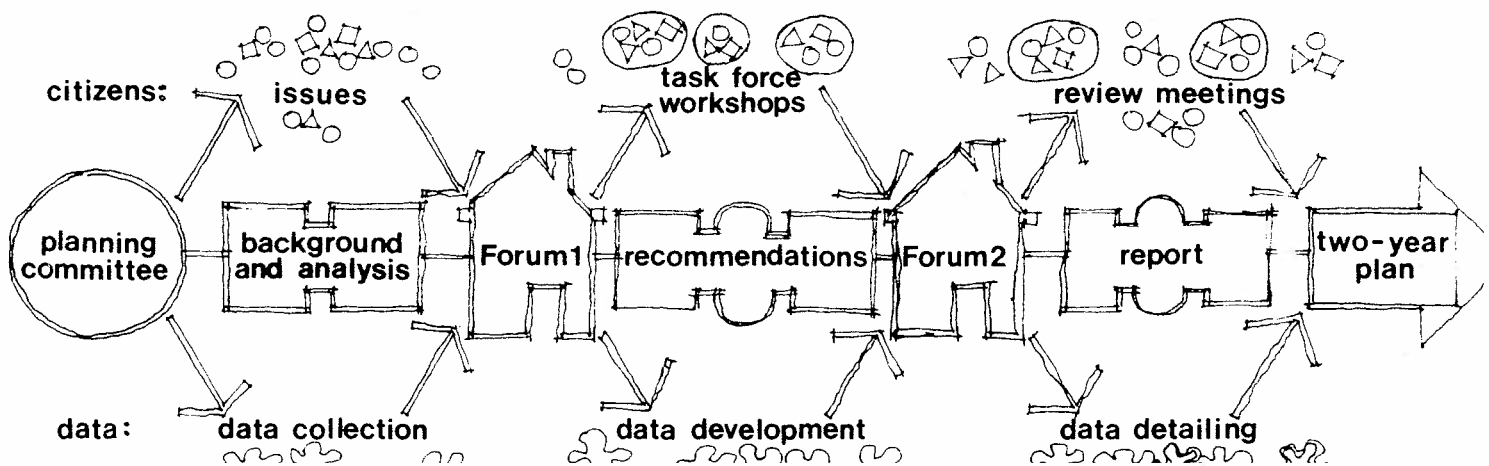 citizens:
issues
task force
workshops
review meetings
planning
committee
background
and analysis
Forum1
recommendations
Forum2
report
two-year
plan
data:
data collection
data development
data detailing